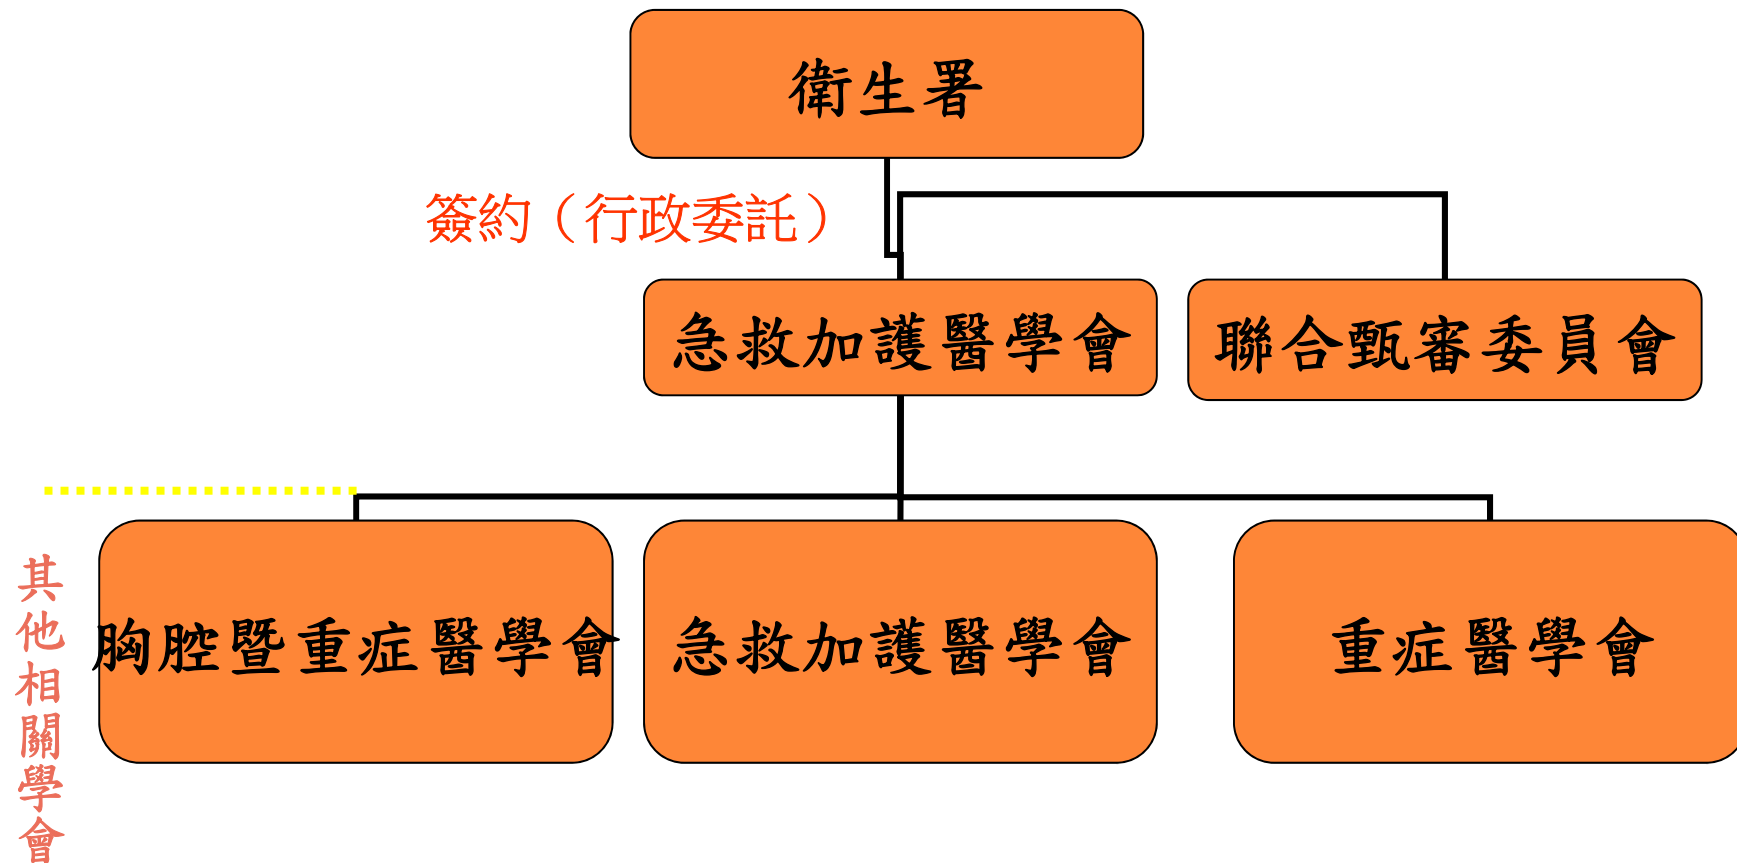 衛生署
簽約（行政委託）
急救加護醫學會
聯合甄審委員會
其他相關學會
胸腔暨重症醫學會
急救加護醫學會
重症醫學會